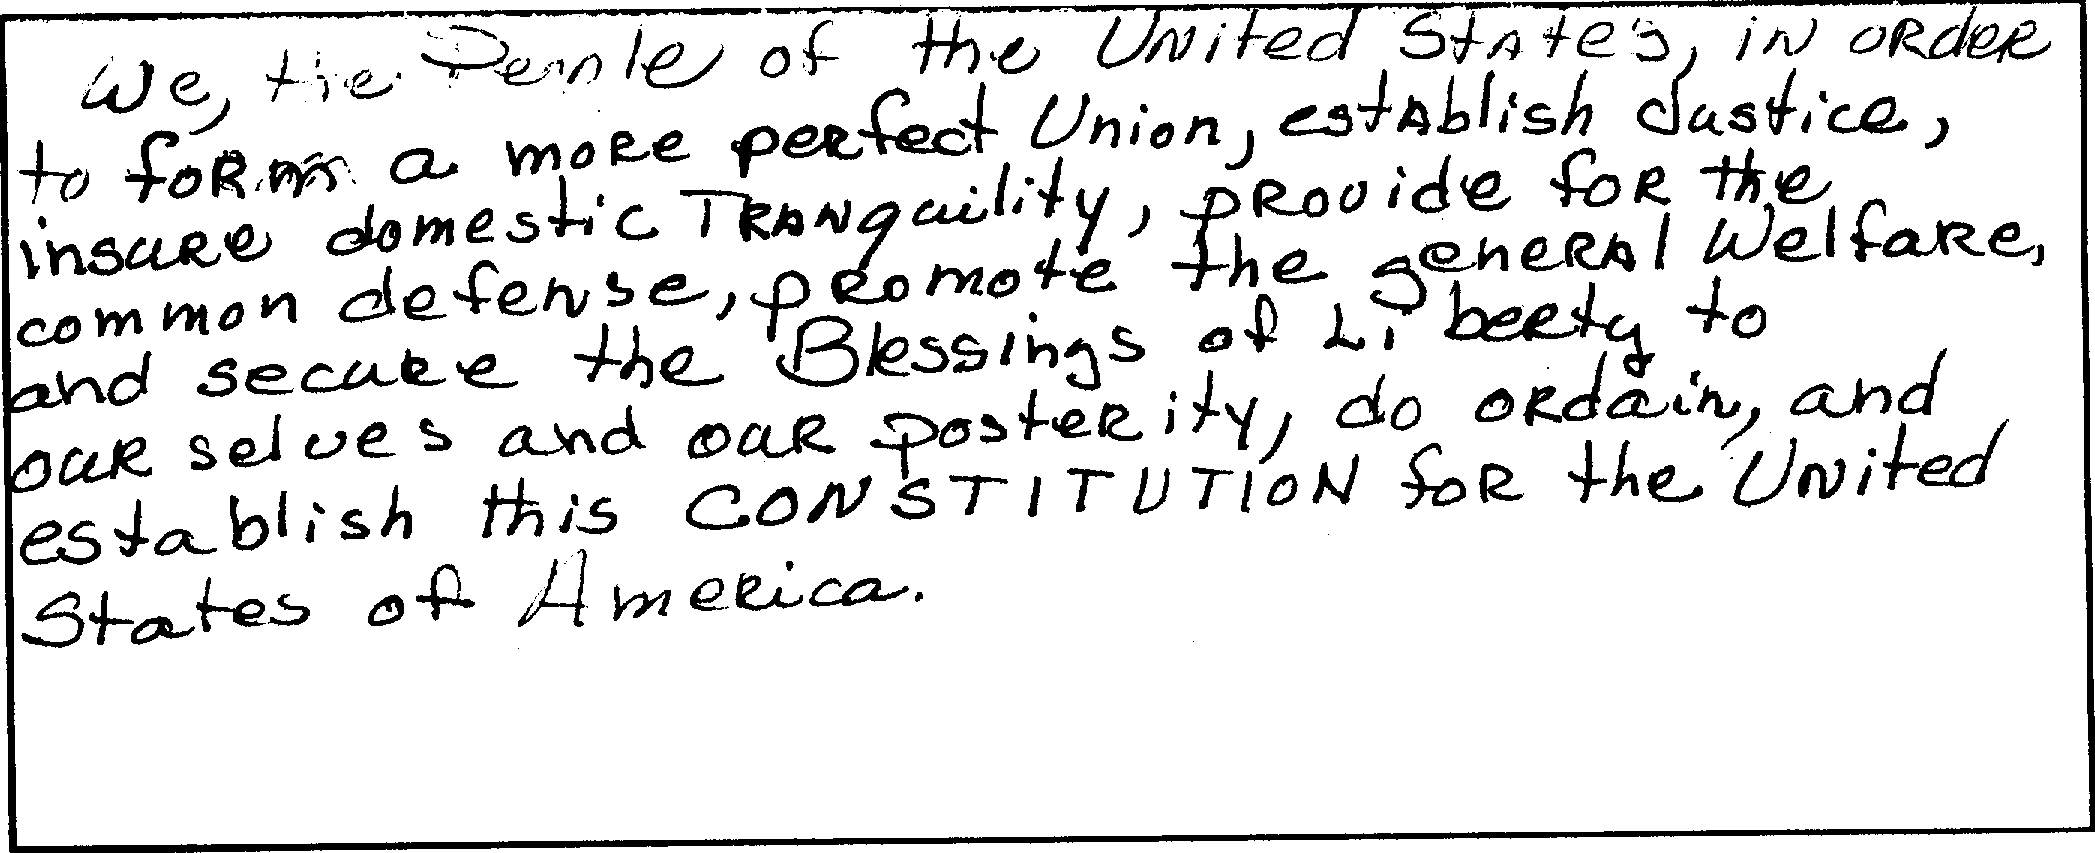 We, the People of the United States, in order
to form a more perfect Union, establish Justice,
insure domestic Tranquility, provide for the
common defense, promote the general Welfare,
and secure the Blessings of Liberty to
our selves and our posterity, do ordain, and
establish this CONSTITUTION for the United
States of America.